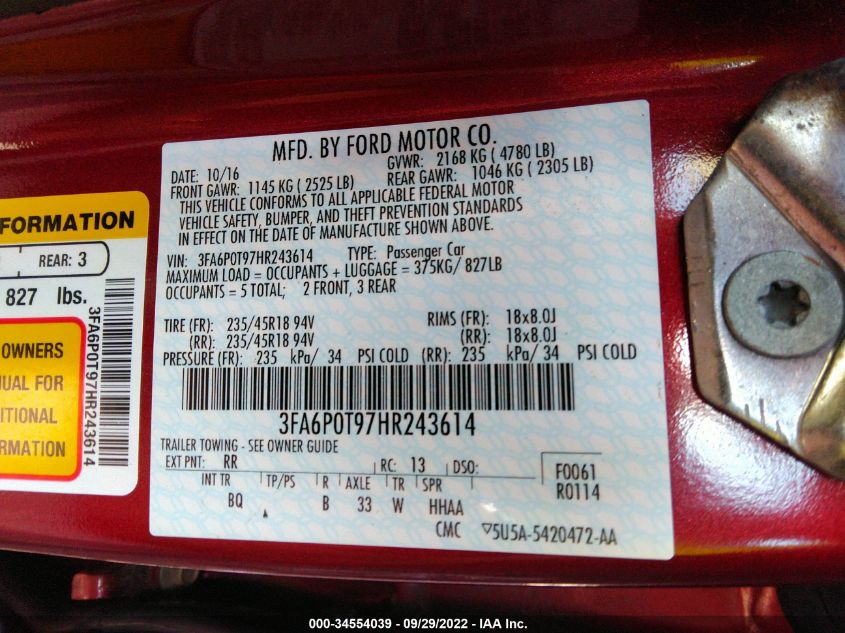 FORMATION
REAR: 3
827 lbs.
OWNERS
NUAL FOR
ITIONAL
RMATION
3FA6P0T97HR243614
MFD. BY FORD MOTOR CO.
DATE: 10/16 GVWR: 2168 KG ( 4780 LB)
FRONT GAWR: 1145 KG ( 2525 LB) REAR GAWR: 1046 KG ( 2305 LB)
THIS VEHICLE CONFORMS TO ALL APPLICABLE FEDERAL MOTOR
VEHICLE SAFETY, BUMPER, AND THEFT PREVENTION STANDARDS
IN EFFECT ON THE DATE OF MANUFACTURE SHOWN ABOVE.
VIN: 3FA6P0T97HR243614 TYPE: Passenger Car
MAXIMUM LOAD = OCCUPANTS + LUGGAGE = 375KG/ 827LB
OCCUPANTS: = 5 TOTAL; 2 FRONT, 3 REAR
TIRE (FR): 235/45R18 94V RIMS (FR): 18x8.0J
(RR): 235/45R18 94V (RR): 18x8.0J
PRESSURE (FR): 235 kPa/ 34 PSI COLD (RR): 235 kPa/ 34 PSI COLD
3FA6P0T97HR243614
TRAILER TOWING - SEE OWNER GUIDE
EXT PNT: RR RC: 13 DSO: F0061
R0114
INT TR TP/PS R AXLE TR SPR
BQ B 33 W HHAA
CMC ▽5U5A-5420472-AA
000-34554039 / 09/29/2022 - IAA Inc.